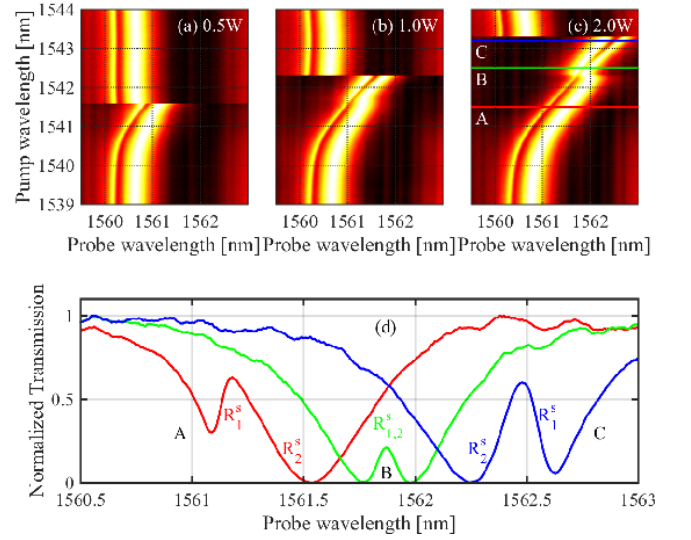 1544
(a) 0.5W
(b) 1.0W
(c) 2.0W
1543
C
1542
B
1541
A
1540
1539
Pump wavelength [nm]
1560 1561 1562
1560 1561 1562
1560 1561 1562
Probe wavelength [nm]
Probe wavelength [nm]
Probe wavelength [nm]
1
(d)
0.5
0
Normalized Transmission
A
R₁ˢ
R₂ˢ
R₁,₂ˢ
B
R₂ˢ
R₁ˢ
C
1560.5 1561 1561.5 1562 1562.5 1563
Probe wavelength [nm]